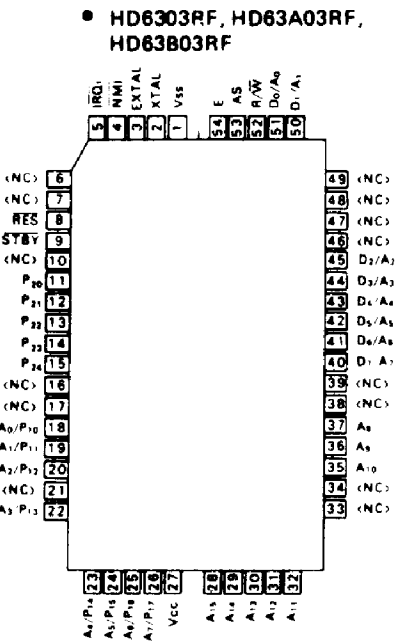 • HD6303RF, HD63A03RF,
HD63B03RF
IRQ₁ NMI EXTAL XTAL Vss E AS R/W D₀/A₀ D₁/A₁
5 4 3 2 1 54 53 52 51 50
(NC) 6
(NC) 7
RES 8
STBY 9
(NC) 10
P₂₀ 11
P₂₁ 12
P₂₂ 13
P₂₃ 14
P₂₄ 15
(NC) 16
(NC) 17
A₀/P₁₀ 18
A₁/P₁₁ 19
A₂/P₁₂ 20
(NC) 21
A₃/P₁₃ 22
49 (NC)
48 (NC)
47 (NC)
46 (NC)
45 D₂/A₂
44 D₃/A₃
43 D₄/A₄
42 D₅/A₅
41 D₆/A₆
40 D₇/A₇
39 (NC)
38 (NC)
37 A₈
36 A₉
35 A₁₀
34 (NC)
33 (NC)
23 24 25 26 27 28 29 30 31 32
A₄/P₁₄ A₅/P₁₅ A₆/P₁₆ A₇/P₁₇ Vcc A₁₅ A₁₄ A₁₃ A₁₂ A₁₁